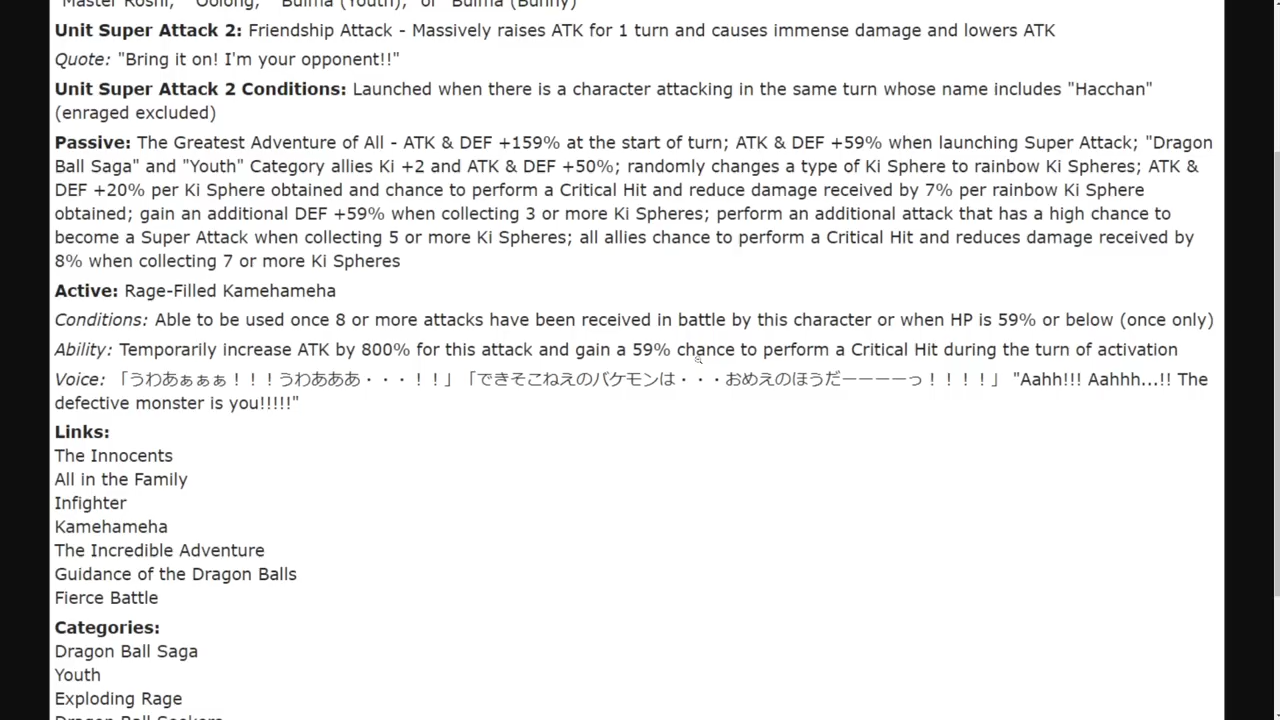 "Master Roshi," "Oolong," "Bulma (Youth)," or "Bulma (Bunny)
Unit Super Attack 2: Friendship Attack - Massively raises ATK for 1 turn and causes immense damage and lowers ATK
Quote: "Bring it on! I'm your opponent!!"
Unit Super Attack 2 Conditions: Launched when there is a character attacking in the same turn whose name includes "Hacchan"
(enraged excluded)
Passive: The Greatest Adventure of All - ATK & DEF +159% at the start of turn; ATK & DEF +59% when launching Super Attack; "Dragon
Ball Saga" and "Youth" Category allies Ki +2 and ATK & DEF +50%; randomly changes a type of Ki Sphere to rainbow Ki Spheres; ATK &
DEF +20% per Ki Sphere obtained and chance to perform a Critical Hit and reduce damage received by 7% per rainbow Ki Sphere
obtained; gain an additional DEF +59% when collecting 3 or more Ki Spheres; perform an additional attack that has a high chance to
become a Super Attack when collecting 5 or more Ki Spheres; all allies chance to perform a Critical Hit and reduces damage received by
8% when collecting 7 or more Ki Spheres
Active: Rage-Filled Kamehameha
Conditions: Able to be used once 8 or more attacks have been received in battle by this character or when HP is 59% or below (once only)
Ability: Temporarily increase ATK by 800% for this attack and gain a 59% chance to perform a Critical Hit during the turn of activation
Voice: 「うわあぁぁぁ！！！うわあああ・・・！！」「できそこねえのバケモンは・・・おめえのほうだーーーーっ！！！！」 "Aahh!!! Aahhh...!! The
defective monster is you!!!!!"
Links:
The Innocents
All in the Family
Infighter
Kamehameha
The Incredible Adventure
Guidance of the Dragon Balls
Fierce Battle
Categories:
Dragon Ball Saga
Youth
Exploding Rage
Dragon Ball Seekers